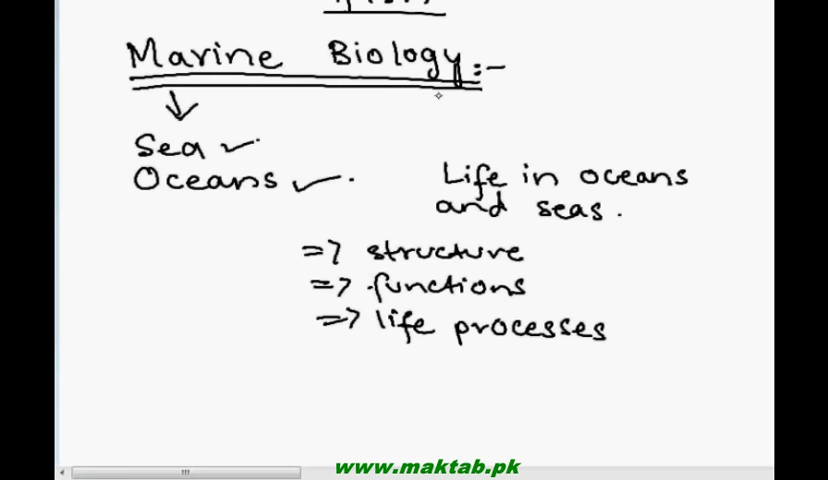 Marine Biology :-
Sea
Oceans
Life in oceans
and seas.
=> structure
=> functions
=> life processes
www.maktab.pk